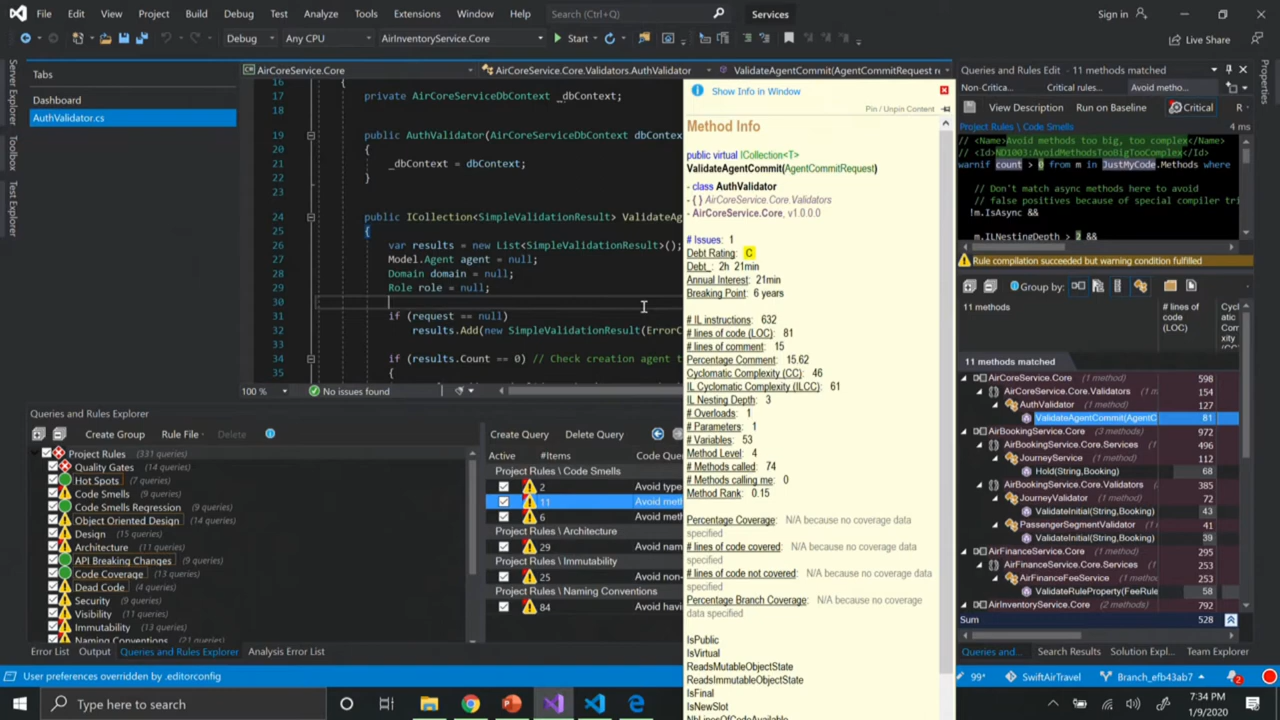 File Edit View Project Build Debug Test Analyze Tools Extensions Window Help Search (Ctrl+Q) Services Sign in
Debug Any CPU AirInventoryService.Core Start Live Share
Server Explorer
Toolbox
Test Explorer
Tabs
Dashboard
AuthValidator.cs
AirCoreService.Core AirCoreService.Core.Validators.AuthValidator ValidateAgentCommit(AgentCommitRequest r
16 {
17 private AirCoreServiceDbContext _dbContext;
18
19 public AuthValidator(AirCoreServiceDbContext dbContex
20 {
21 _dbContext = dbContext;
22 }
23
24 public ICollection<SimpleValidationResult> ValidateAg
25 {
26 var results = new List<SimpleValidationResult>();
27 Model.Agent agent = null;
28 Domain domain = null;
29 Role role = null;
30
31 if (request == null)
32 results.Add(new SimpleValidationResult(ErrorC
33
34 if (results.Count == 0) // Check creation agent t
35 {
100 % No issues found
Queries and Rules Explorer
Create Group Rule File Delete
Project Rules (331 queries)
Quality Gates (14 queries)
Hot Spots (7 queries)
Code Smells (9 queries)
Code Smells Regression (9 queries)
Object Oriented Design (14 queries)
Design (15 queries)
Architecture (11 queries)
API Breaking Changes (9 queries)
Code Coverage (13 queries)
Dead Code (6 queries)
Security (9 queries)
Visibility (11 queries)
Immutability (11 queries)
Naming Conventions (21 queries)
Create Query Delete Query
Active #Items Code Qu
Project Rules \ Code Smells
2 Avoid type
11 Avoid met
6 Avoid met
Project Rules \ Architecture
29 Avoid nam
Project Rules \ Immutability
25 Avoid non-
Project Rules \ Naming Conventions
84 Avoid havi
Error List Output Queries and Rules Explorer Analysis Error List
User preferences overridden by .editorconfig
Show Info in Window
Pin / Unpin Content
Method Info
public virtual ICollection<T>
ValidateAgentCommit(AgentCommitRequest)
- class AuthValidator
- { } AirCoreService.Core.Validators
- AirCoreService.Core, v1.0.0.0
# Issues: 1
Debt Rating: C
Debt_: 2h 21min
Annual Interest: 21min
Breaking Point: 6 years
# IL instructions: 632
# lines of code (LOC): 81
# lines of comment: 15
Percentage Comment: 15.62
Cyclomatic Complexity (CC): 46
IL Cyclomatic Complexity (ILCC): 61
IL Nesting Depth: 3
# Overloads: 1
# Parameters: 1
# Variables: 53
Method Level: 4
# Methods called: 74
# Methods calling me: 0
Method Rank: 0.15
Percentage Coverage: N/A because no coverage data
specified
# lines of code covered: N/A because no coverage data
specified
# lines of code not covered: N/A because no coverage data
specified
Percentage Branch Coverage: N/A because no coverage
data specified
IsPublic
IsVirtual
ReadsMutableObjectState
ReadsImmutableObjectState
IsFinal
IsNewSlot
NbLinesOfCodeAvailable
Queries and Rules Edit - 11 methods matched
Non-Critica... Critical rules... Avoid metho...
View Description Run on Baseline Critical R
Project Rules \ Code Smells 4 ms
// <Name>Avoid methods too big, too complex</Name>
// <Id>ND1003:AvoidMethodsTooBigTooComplex</Id>
warnif count > 0 from m in JustMyCode.Methods where
// Don't match async methods here to avoid
// false positives because of special compiler tri
!m.IsAsync &&
m.ILNestingDepth > 2 &&
Rule compilation succeeded but warning condition fulfilled
Group by:
11 methods # lines of code (LOC) Cycl omat ic Com plex ity (CC)
11 methods matched
AirCoreService.Core (1 method) 598
AirCoreService.Core.Validators 154
AuthValidator (1 method) 127
ValidateAgentCommit(AgentC 81
AirBookingService.Core (3 methods) 972
AirBookingService.Core.Services 496
JourneyService (1 method) 112
Hold(String,Booking) 68
AirBookingService.Core.Validators 385
JourneyValidator (1 method) 72
ValidateInitial(String,Booking) 43
PassengerSegmentValidator 41
ValidateInitial(String,Booking) 39
AirFinanceService.Core (1 method) 295
AirFinanceService.Core.Services 253
AirFinanceFeeService (1 method) 253
ValidateRuleProperty(FeeRule 58
AirInventoryService.Core (1 method) 792
Sum 528
Queries and... Search Results Solution Expl... Team Explorer
Properties
99+ SwiftAirTravel Branch_efb43ab7 2
Type here to search
7:34 PM
1/9/2020